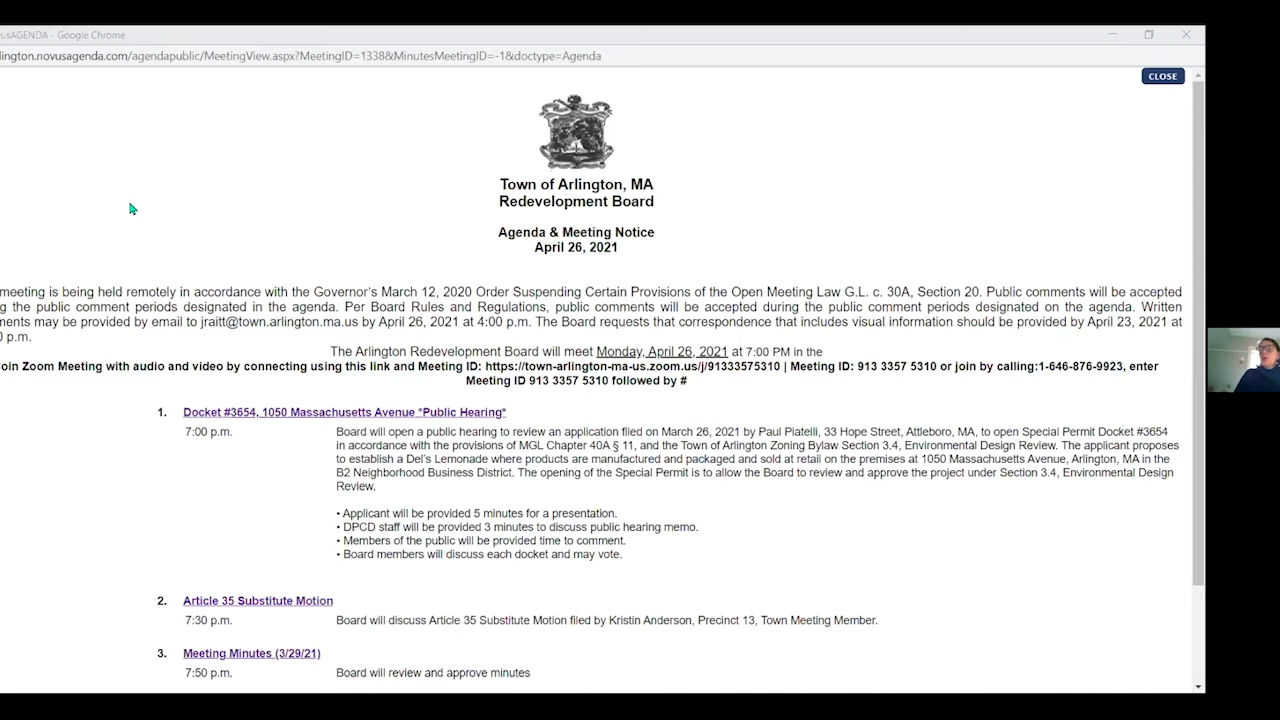 vusAGENDA - Google Chrome
lington.novusagenda.com/agendapublic/MeetingView.aspx?MeetingID=1338&MinutesMeetingID=-1&doctype=Agenda
CLOSE
Town of Arlington, MA
Redevelopment Board
Agenda & Meeting Notice
April 26, 2021
meeting is being held remotely in accordance with the Governor's March 12, 2020 Order Suspending Certain Provisions of the Open Meeting Law G.L. c. 30A, Section 20. Public comments will be accepted
g the public comment periods designated in the agenda. Per Board Rules and Regulations, public comments will be accepted during the public comment periods designated on the agenda. Written
ments may be provided by email to jraitt@town.arlington.ma.us by April 26, 2021 at 4:00 p.m. The Board requests that correspondence that includes visual information should be provided by April 23, 2021 at
0 p.m.
The Arlington Redevelopment Board will meet Monday, April 26, 2021 at 7:00 PM in the
oin Zoom Meeting with audio and video by connecting using this link and Meeting ID: https://town-arlington-ma-us.zoom.us/j/91333575310 | Meeting ID: 913 3357 5310 or join by calling:1-646-876-9923, enter
Meeting ID 913 3357 5310 followed by #
1. Docket #3654, 1050 Massachusetts Avenue *Public Hearing*
7:00 p.m. Board will open a public hearing to review an application filed on March 26, 2021 by Paul Piatelli, 33 Hope Street, Attleboro, MA, to open Special Permit Docket #3654
in accordance with the provisions of MGL Chapter 40A § 11, and the Town of Arlington Zoning Bylaw Section 3.4, Environmental Design Review. The applicant proposes
to establish a Del's Lemonade where products are manufactured and packaged and sold at retail on the premises at 1050 Massachusetts Avenue, Arlington, MA in the
B2 Neighborhood Business District. The opening of the Special Permit is to allow the Board to review and approve the project under Section 3.4, Environmental Design
Review.
• Applicant will be provided 5 minutes for a presentation.
• DPCD staff will be provided 3 minutes to discuss public hearing memo.
• Members of the public will be provided time to comment.
• Board members will discuss each docket and may vote.
2. Article 35 Substitute Motion
7:30 p.m. Board will discuss Article 35 Substitute Motion filed by Kristin Anderson, Precinct 13, Town Meeting Member.
3. Meeting Minutes (3/29/21)
7:50 p.m. Board will review and approve minutes